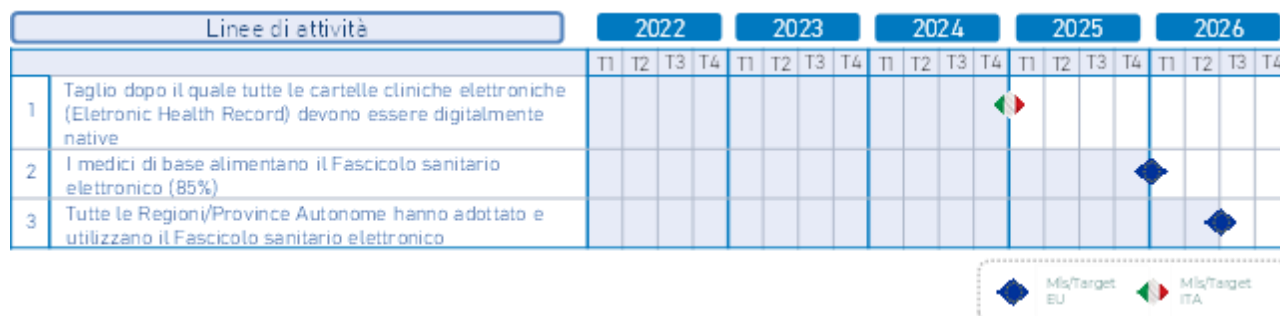 Linee di attività 2022 2023 2024 2025 2026
T1 T2 T3 T4 T1 T2 T3 T4 T1 T2 T3 T4 T1 T2 T3 T4 T1 T2 T3 T4
1 Taglio dopo il quale tutte le cartelle cliniche elettroniche
(Eletronic Health Record) devono essere digitalmente
native
2 I medici di base alimentano il Fascicolo sanitario
elettronico (85%)
3 Tutte le Regioni/Province Autonome hanno adottato e
utilizzano il Fascicolo sanitario elettronico
Mls/Target
EU
Mls/Target
ITA